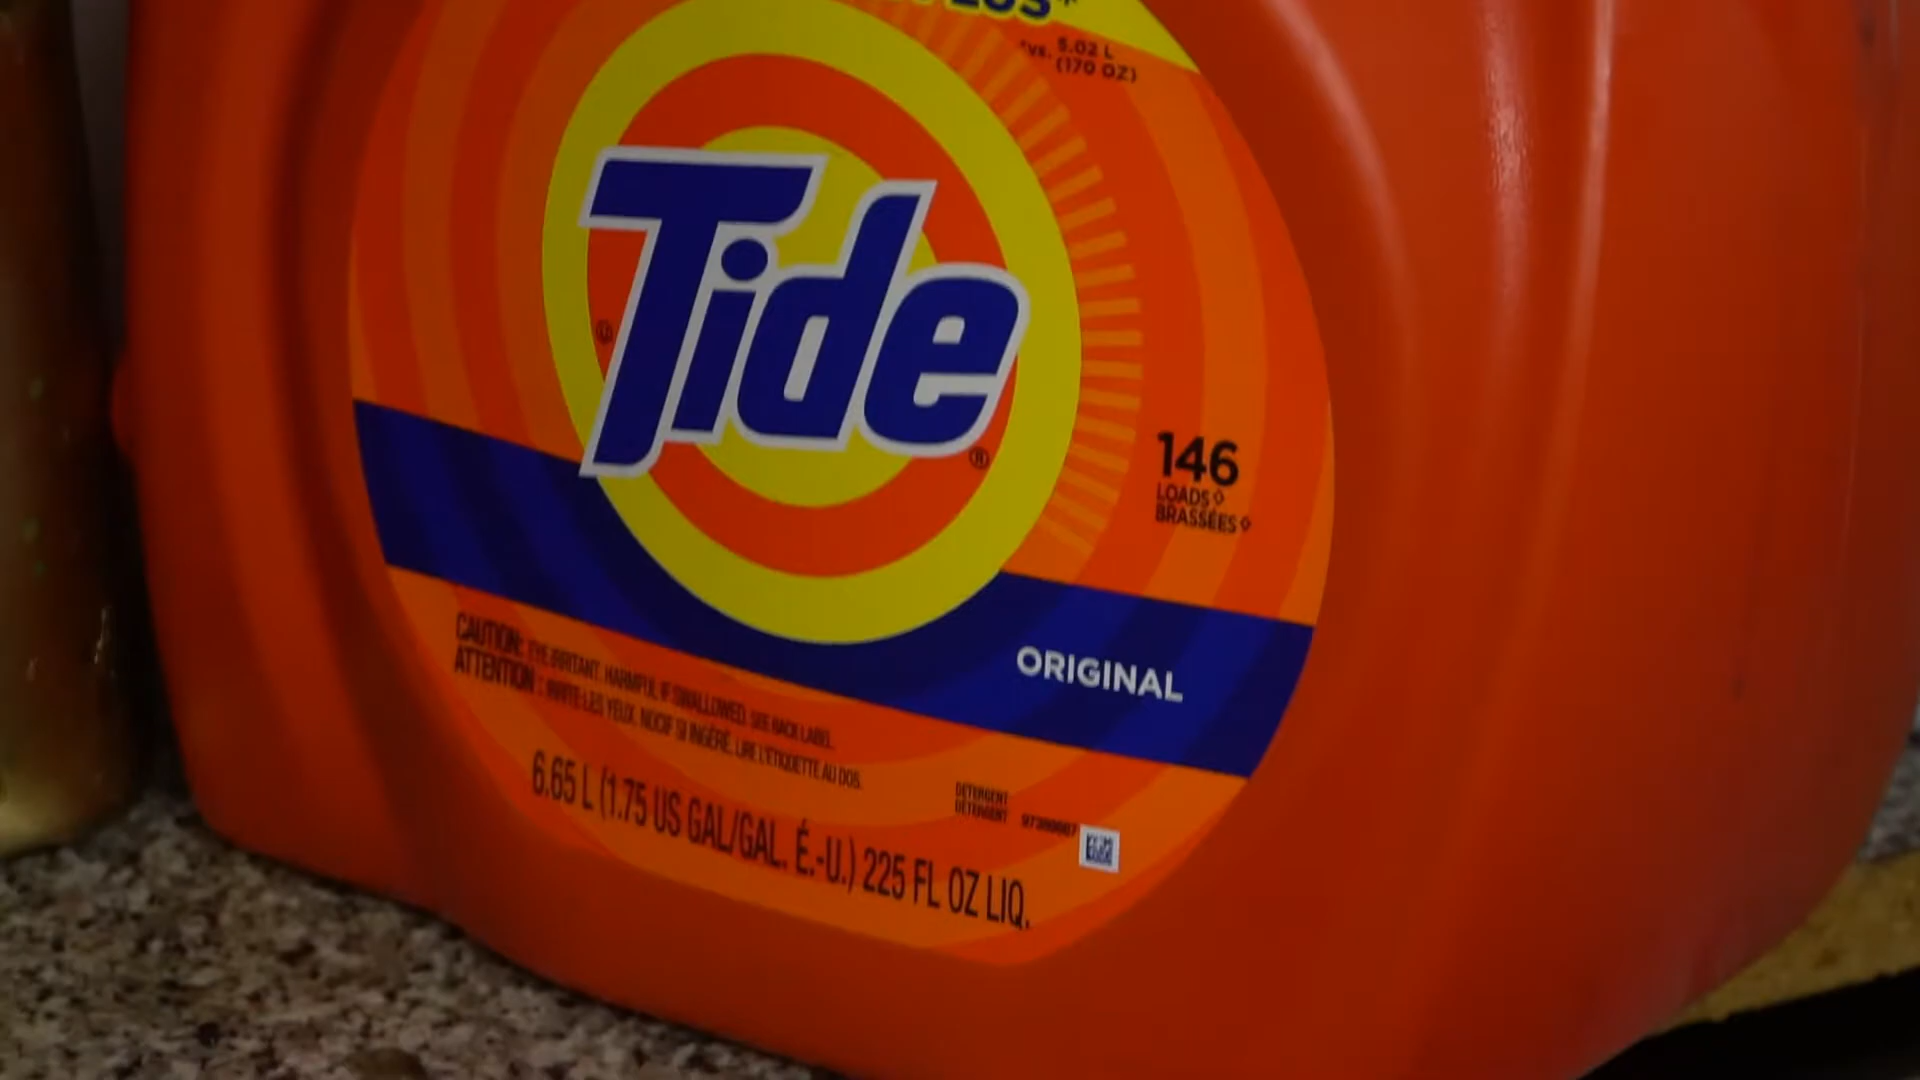 PLUS*
*VS. 5.02 L
(170 OZ)
Tide
®
146
LOADS◊
BRASSÉES◊
ORIGINAL
CAUTION: EYE IRRITANT. HARMFUL IF SWALLOWED. SEE BACK LABEL.
ATTENTION : IRRITE LES YEUX. NOCIF SI INGÉRÉ. LIRE L'ÉTIQUETTE AU DOS.
DETERGENT
DÉTERGENT
6.65 L (1.75 US GAL/GAL. É.-U.) 225 FL OZ LIQ.